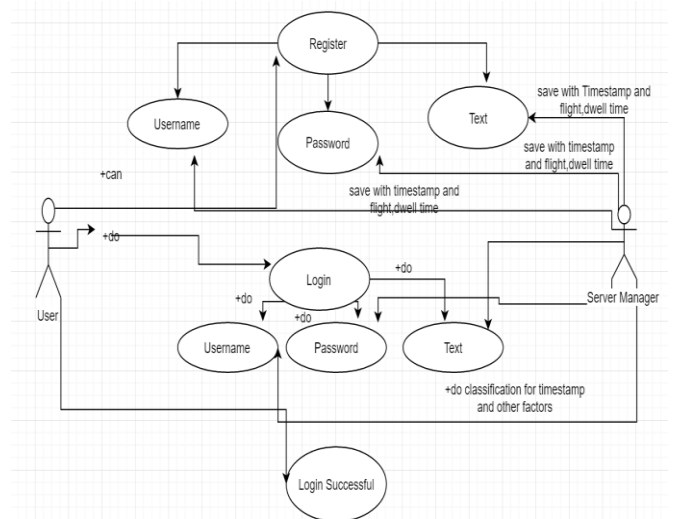 Register
save with Timestamp and
flight,dwell time
Username
Password
Text
save with timestamp
and flight,dwell time
+can
save with timestamp and
flight,dwell time
+do
Login
+do
User
Server Manager
+do
+do
Username
Password
Text
+do classification for timestamp
and other factors
Login Successful